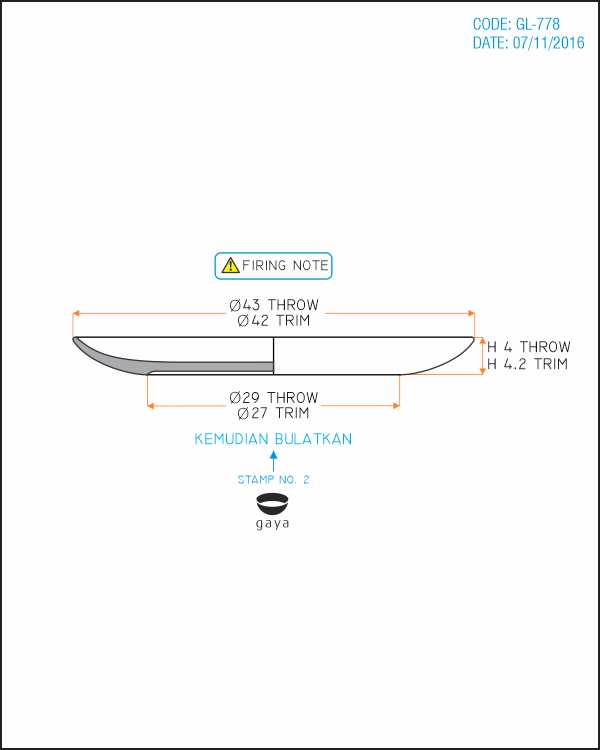 CODE: GL-778
DATE: 07/11/2016
FIRING NOTE
Ø43 THROW
Ø42 TRIM
H 4 THROW
H 4.2 TRIM
Ø29 THROW
Ø27 TRIM
KEMUDIAN BULATKAN
STAMP NO. 2
gaya